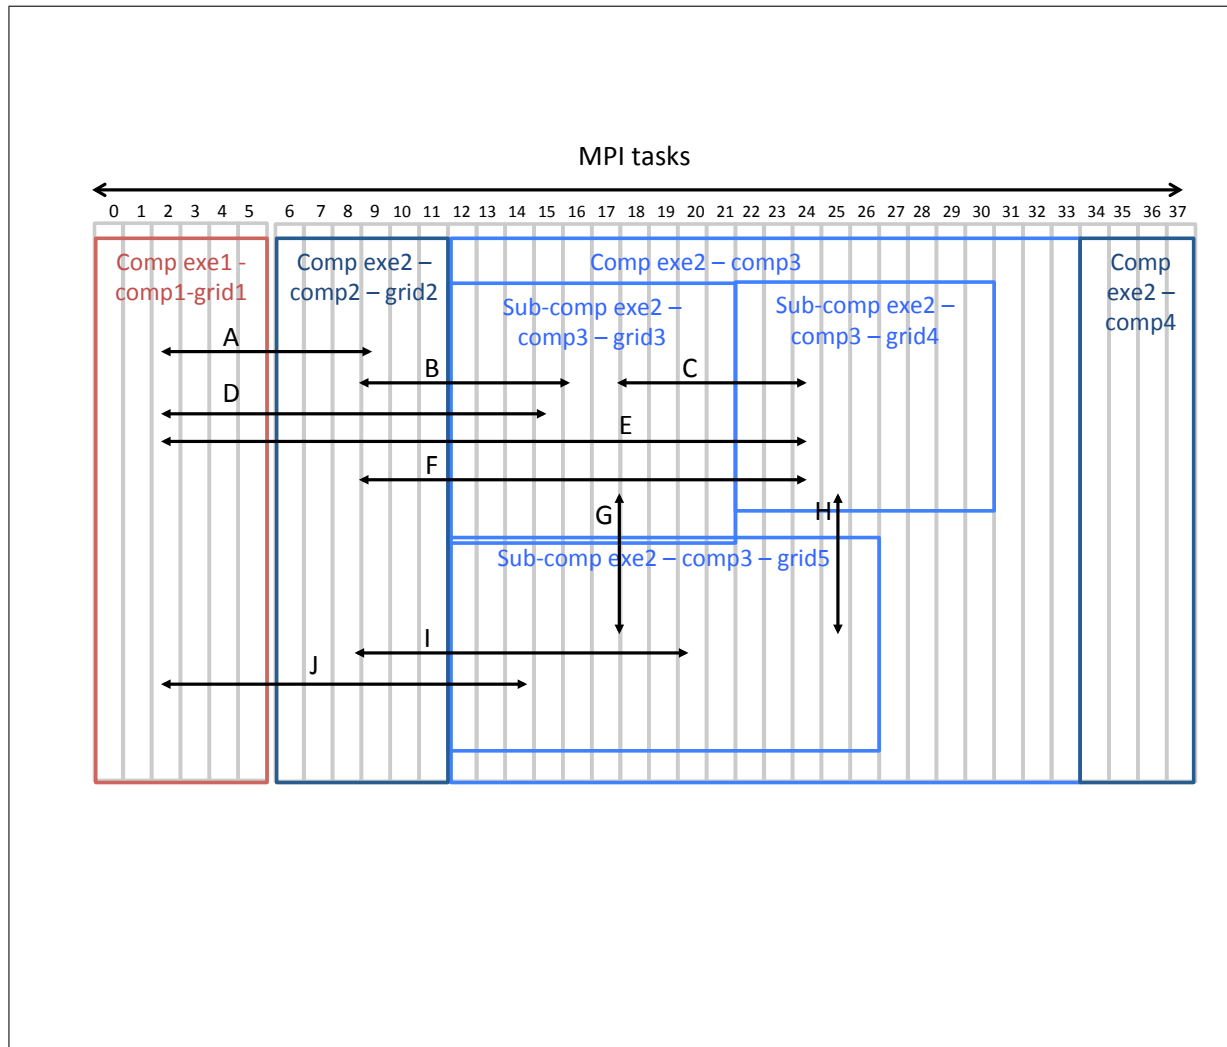 MPI tasks
0 1 2 3 4 5 6 7 8 9 10 11 12 13 14 15 16 17 18 19 20 21 22 23 24 25 26 27 28 29 30 31 32 33 34 35 36 37
Comp exe1 -
comp1-grid1
Comp exe2 –
comp2 – grid2
Comp exe2 – comp3
Sub-comp exe2 –
comp3 – grid3
Sub-comp exe2 –
comp3 – grid4
Comp
exe2 –
comp4
A
B
C
D
E
F
G
H
Sub-comp exe2 – comp3 – grid5
I
J